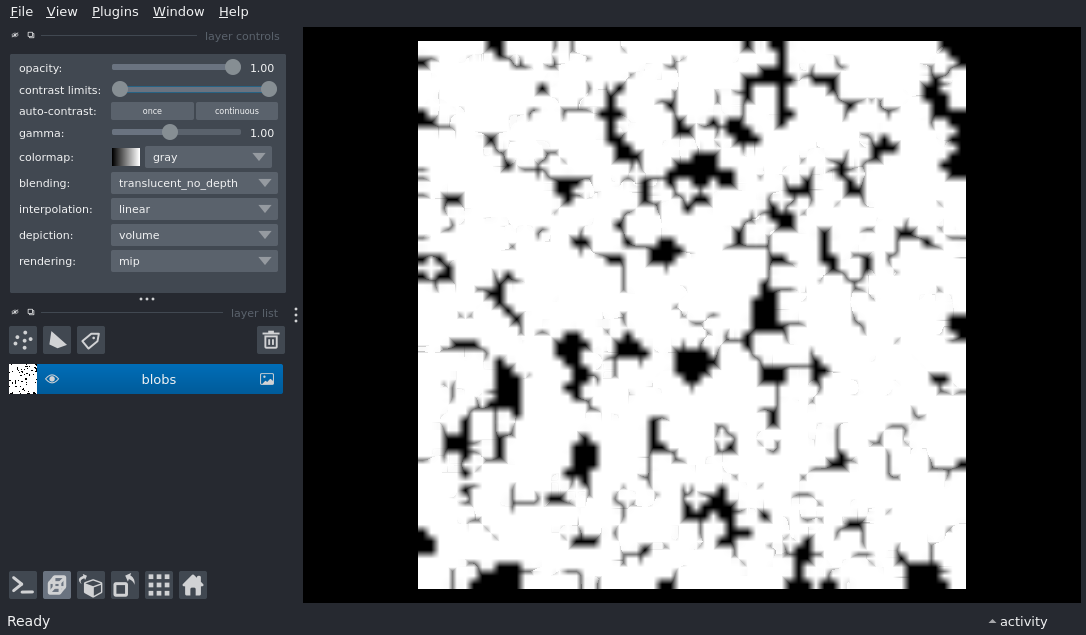 File View Plugins Window Help
layer controls
opacity: 1.00
contrast limits:
auto-contrast: once continuous
gamma: 1.00
colormap: gray
blending: translucent_no_depth
interpolation: linear
depiction: volume
rendering: mip
layer list
blobs
Ready activity